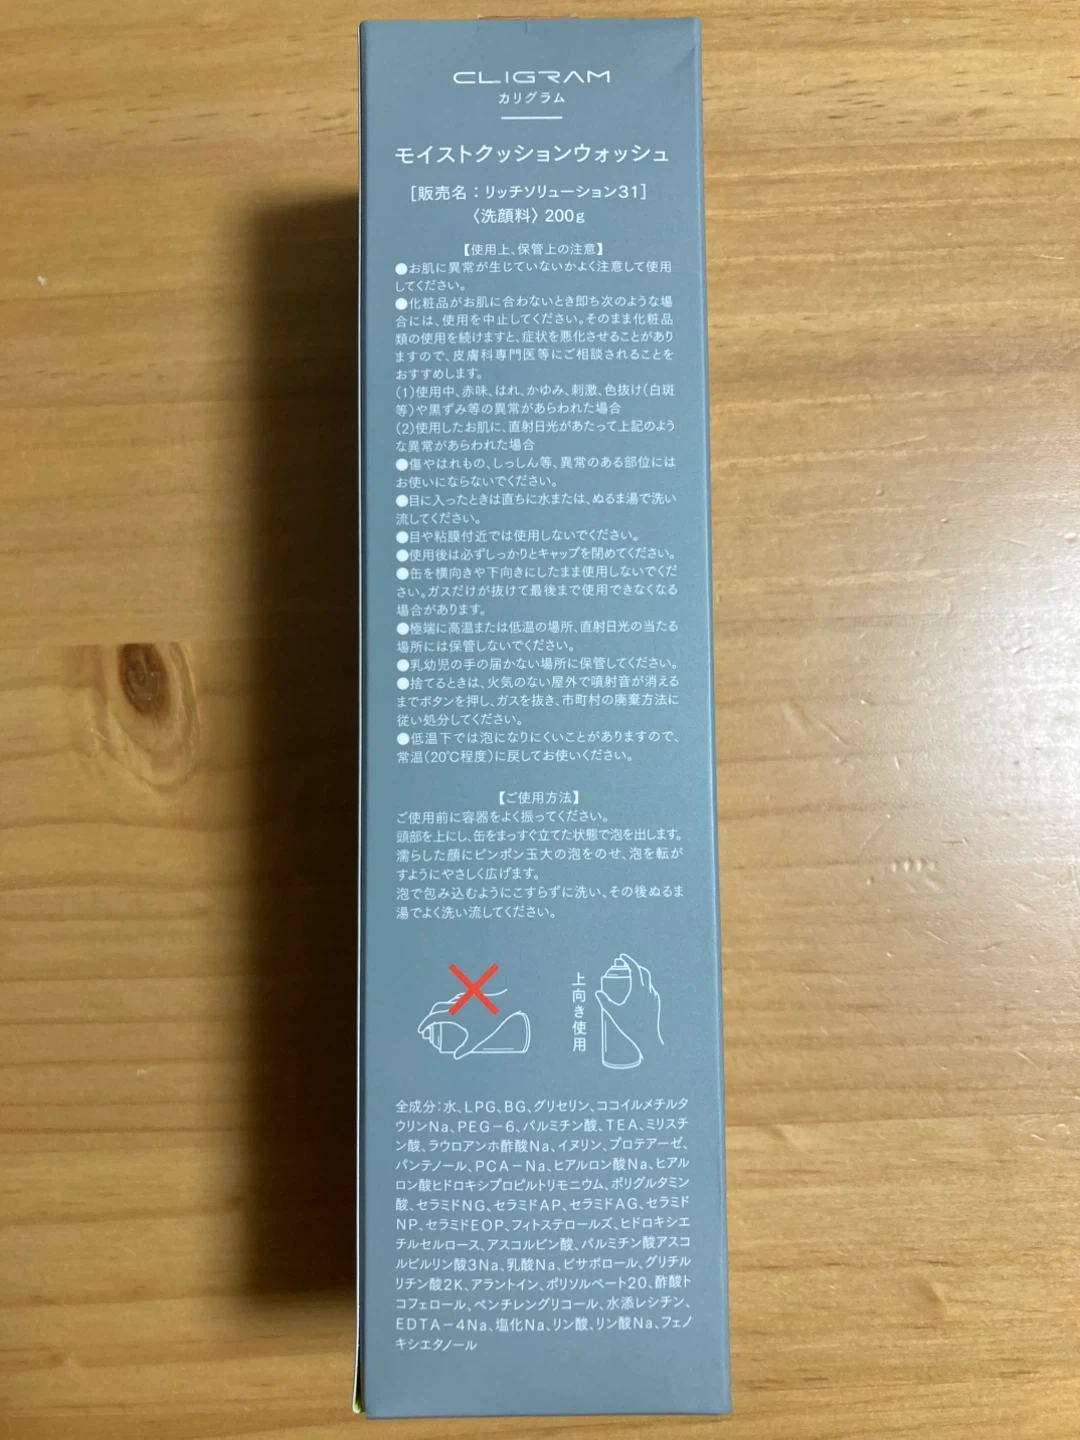 CLIGRAM
カリグラム
モイストクッションウォッシュ
[販売名：リッチソリューション31]
〈洗顔料〉200g
【使用上、保管上の注意】
●お肌に異常が生じていないかよく注意して使用
してください。
●化粧品がお肌に合わないとき即ち次のような場
合には、使用を中止してください。そのまま化粧品
類の使用を続けますと、症状を悪化させることがあり
ますので、皮膚科専門医等にご相談されることを
おすすめします。
(1)使用中、赤味、はれ、かゆみ、刺激、色抜け(白斑
等)や黒ずみ等の異常があらわれた場合
(2)使用したお肌に、直射日光があたって上記のよう
な異常があらわれた場合
●傷やはれもの、しっしん等、異常のある部位には
お使いにならないでください。
●目に入ったときは直ちに水または、ぬるま湯で洗い
流してください。
●目や粘膜付近では使用しないでください。
●使用後は必ずしっかりとキャップを閉めてください。
●缶を横向きや下向きにしたまま使用しないでくだ
さい。ガスだけが抜けて最後まで使用できなくなる
場合があります。
●極端に高温または低温の場所、直射日光の当たる
場所には保管しないでください。
●乳幼児の手の届かない場所に保管してください。
●捨てるときは、火気のない屋外で噴射音が消える
までボタンを押し、ガスを抜き、市町村の廃棄方法に
従い処分してください。
●低温下では泡になりにくいことがありますので、
常温(20℃程度)に戻してお使いください。
【ご使用方法】
ご使用前に容器をよく振ってください。
頭部を上にし、缶をまっすぐ立てた状態で泡を出します。
濡らした顔にピンポン玉大の泡をのせ、泡を転が
すようにやさしく広げます。
泡で包み込むようにこすらずに洗い、その後ぬるま
湯でよく洗い流してください。
上向き使用
全成分：水、LPG、BG、グリセリン、ココイルメチルタ
ウリンNa、PEG－6、パルミチン酸、TEA、ミリスチ
ン酸、ラウロアンホ酢酸Na、イヌリン、プロテアーゼ、
パンテノール、PCA－Na、ヒアルロン酸Na、ヒアル
ロン酸ヒドロキシプロピルトリモニウム、ポリグルタミン
酸、セラミドNG、セラミドAP、セラミドAG、セラミド
NP、セラミドEOP、フィトステロールズ、ヒドロキシエ
チルセルロース、アスコルビン酸、パルミチン酸アスコ
ルビルリン酸3Na、乳酸Na、ビサボロール、グリチル
リチン酸2K、アラントイン、ポリソルベート20、酢酸ト
コフェロール、ペンチレングリコール、水添レシチン、
EDTA－4Na、塩化Na、リン酸、リン酸Na、フェノ
キシエタノール